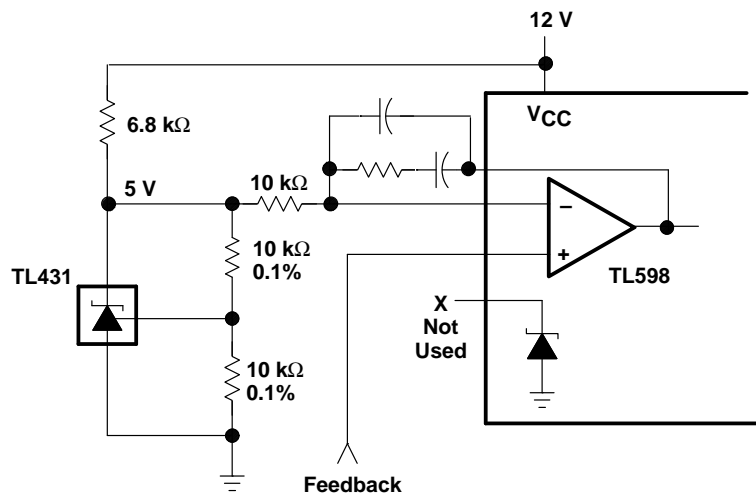 12 V
6.8 kΩ
VCC
5 V
10 kΩ
10 kΩ
0.1%
TL431
−
+
TL598
X
Not
Used
10 kΩ
0.1%
Feedback